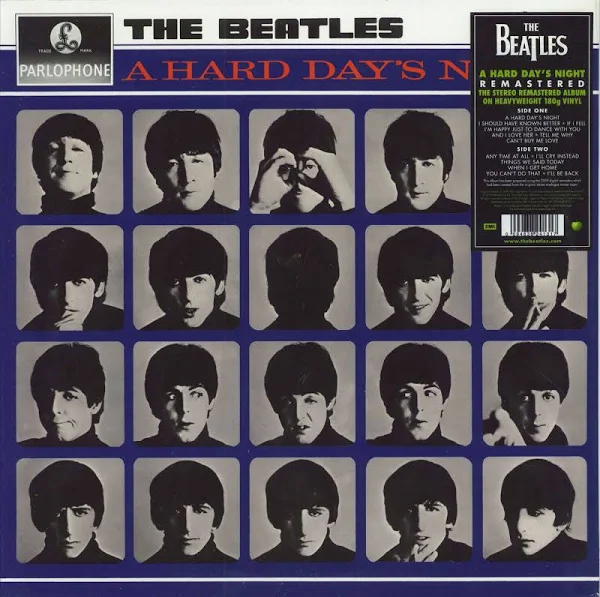 TRADE MARK
PARLOPHONE
THE BEATLES
A HARD DAY'S N
THE
BEATLES
A HARD DAY'S NIGHT
REMASTERED
THE STEREO REMASTERED ALBUM
ON HEAVYWEIGHT 180g VINYL
SIDE ONE
A HARD DAY'S NIGHT
I SHOULD HAVE KNOWN BETTER • IF I FELL
I'M HAPPY JUST TO DANCE WITH YOU
AND I LOVE HER • TELL ME WHY
CAN'T BUY ME LOVE
SIDE TWO
ANY TIME AT ALL • I'LL CRY INSTEAD
THINGS WE SAID TODAY
WHEN I GET HOME
YOU CAN'T DO THAT • I'LL BE BACK
EMI
www.thebeatles.com